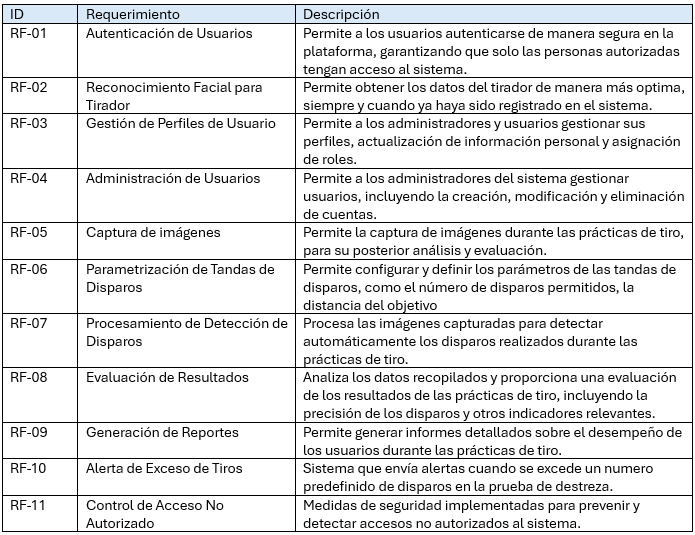 ID Requerimiento Descripción
RF-01 Autenticación de Usuarios Permite a los usuarios autenticarse de manera segura en la
plataforma, garantizando que solo las personas autorizadas
tengan acceso al sistema.
RF-02 Reconocimiento Facial para Permite obtener los datos del tirador de manera más optima,
Tirador siempre y cuando ya haya sido registrado en el sistema.
RF-03 Gestión de Perfiles de Usuario Permite a los administradores y usuarios gestionar sus
perfiles, actualización de información personal y asignación
de roles.
RF-04 Administración de Usuarios Permite a los administradores del sistema gestionar
usuarios, incluyendo la creación, modificación y eliminación
de cuentas.
RF-05 Captura de imágenes Permite la captura de imágenes durante las prácticas de tiro,
para su posterior análisis y evaluación.
RF-06 Parametrización de Tandas de Permite configurar y definir los parámetros de las tandas de
Disparos disparos, como el número de disparos permitidos, la
distancia del objetivo
RF-07 Procesamiento de Detección de Procesa las imágenes capturadas para detectar
Disparos automáticamente los disparos realizados durante las
prácticas de tiro.
RF-08 Evaluación de Resultados Analiza los datos recopilados y proporciona una evaluación
de los resultados de las prácticas de tiro, incluyendo la
precisión de los disparos y otros indicadores relevantes.
RF-09 Generación de Reportes Permite generar informes detallados sobre el desempeño de
los usuarios durante las prácticas de tiro.
RF-10 Alerta de Exceso de Tiros Sistema que envía alertas cuando se excede un numero
predefinido de disparos en la prueba de destreza.
RF-11 Control de Acceso No Medidas de seguridad implementadas para prevenir y
Autorizado detectar accesos no autorizados al sistema.